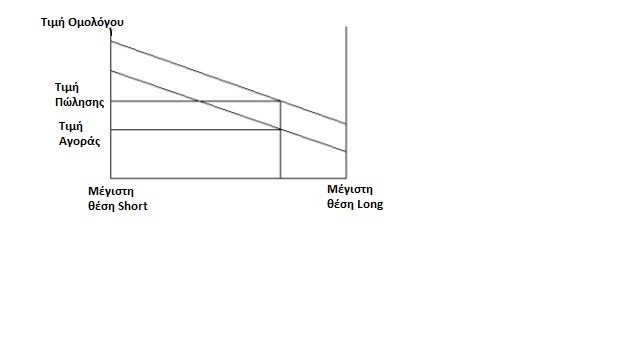 Τιμή Ομολόγου
Τιμή
Πώλησης
Τιμή
Αγοράς
Μέγιστη
θέση Short
Μέγιστη
θέση Long